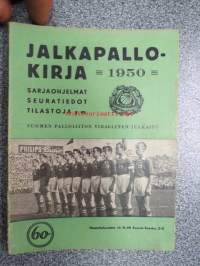 JALKAPALLO-
KIRJA
= 1950 =
SARJAOHJELMAT
SEURATIEDOT
TILASTOJA y.m.
SUOMEN PALLOLIITON VIRALLINEN JULKAISU
PHILIPS
60:-